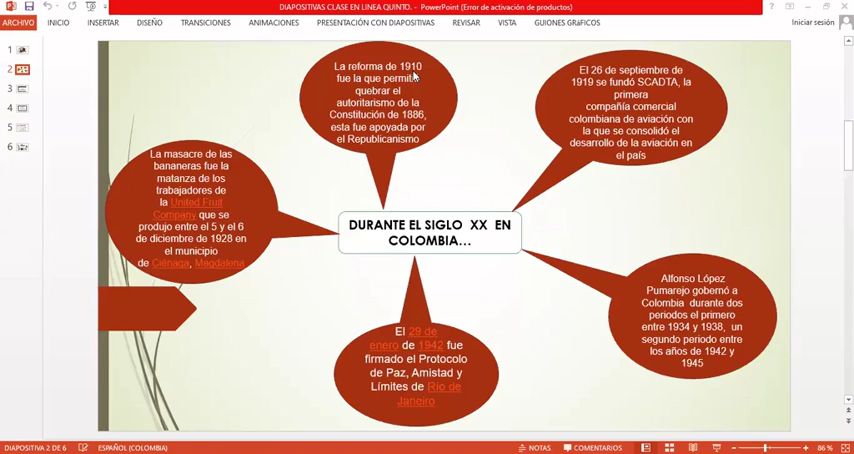 DIAPOSITIVAS CLASE EN LINEA QUINTO. - PowerPoint (Error de activación de productos)
ARCHIVO INICIO INSERTAR DISEÑO TRANSICIONES ANIMACIONES PRESENTACIÓN CON DIAPOSITIVAS REVISAR VISTA GUIONES GRáFICOS Iniciar sesión
1
2
3
4
5
6
La reforma de 1910
fue la que permitió
quebrar el
autoritarismo de la
Constitución de 1886,
esta fue apoyada por
el Republicanismo
El 26 de septiembre de
1919 se fundó SCADTA, la
primera
compañía comercial
colombiana de aviación con
la que se consolidó el
desarrollo de la aviación en
el país
La masacre de las
bananeras fue la
matanza de los
trabajadores de
la United Fruit
Company que se
produjo entre el 5 y el 6
de diciembre de 1928 en
el municipio
de Ciénaga, Magdalena
DURANTE EL SIGLO XX EN
COLOMBIA...
Alfonso López
Pumarejo gobernó a
Colombia durante dos
periodos el primero
entre 1934 y 1938, un
segundo periodo entre
los años de 1942 y
1945
El 29 de
enero de 1942 fue
firmado el Protocolo
de Paz, Amistad y
Límites de Río de
Janeiro
DIAPOSITIVA 2 DE 6 ESPAÑOL (COLOMBIA) NOTAS COMENTARIOS 86 %